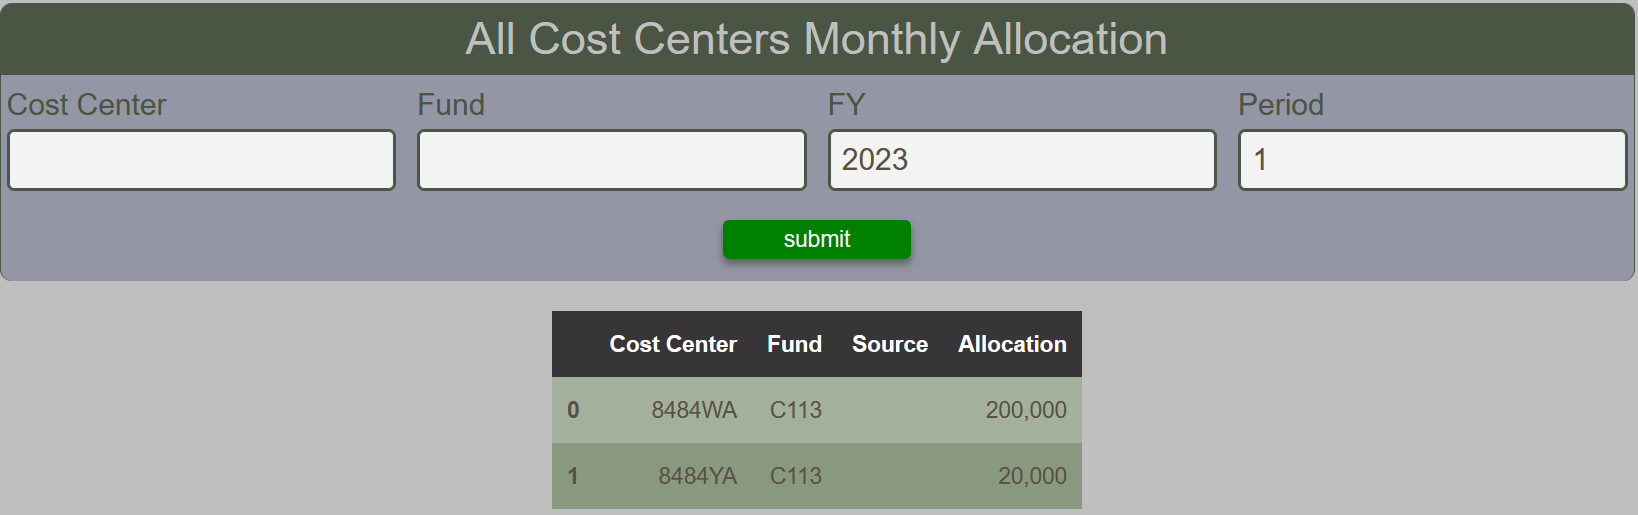 All Cost Centers Monthly Allocation
Cost Center Fund FY Period
2023 1
submit
Cost Center Fund Source Allocation
0 8484WA C113 200,000
1 8484YA C113 20,000